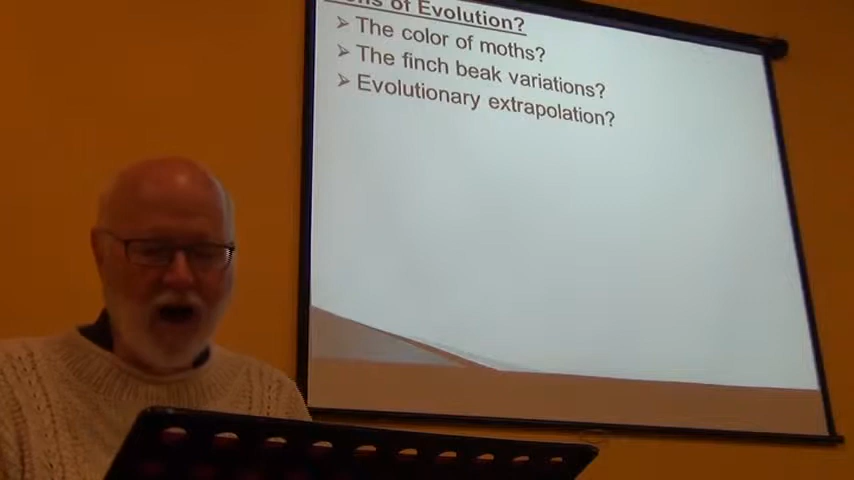 of Evolution?
➢ The color of moths?
➢ The finch beak variations?
➢ Evolutionary extrapolation?